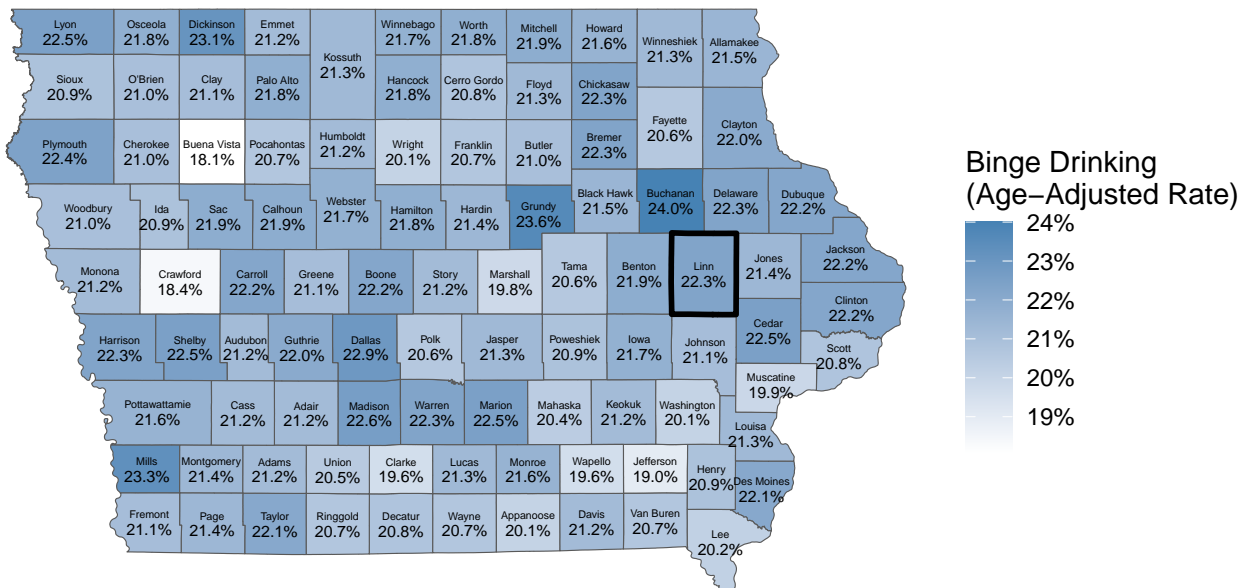 Lyon
22.5%
Osceola
21.8%
Dickinson
23.1%
Emmet
21.2%
Kossuth
21.3%
Winnebago
21.7%
Worth
21.8%
Mitchell
21.9%
Howard
21.6%
Winneshiek
21.3%
Allamakee
21.5%
Sioux
20.9%
O'Brien
21.0%
Clay
21.1%
Palo Alto
21.8%
Hancock
21.8%
Cerro Gordo
20.8%
Floyd
21.3%
Chickasaw
22.3%
Fayette
20.6%
Clayton
22.0%
Plymouth
22.4%
Cherokee
21.0%
Buena Vista
18.1%
Pocahontas
20.7%
Humboldt
21.2%
Wright
20.1%
Franklin
20.7%
Butler
21.0%
Bremer
22.3%
Woodbury
21.0%
Ida
20.9%
Sac
21.9%
Calhoun
21.9%
Webster
21.7%
Hamilton
21.8%
Hardin
21.4%
Grundy
23.6%
Black Hawk
21.5%
Buchanan
24.0%
Delaware
22.3%
Dubuque
22.2%
Monona
21.2%
Crawford
18.4%
Carroll
22.2%
Greene
21.1%
Boone
22.2%
Story
21.2%
Marshall
19.8%
Tama
20.6%
Benton
21.9%
Linn
22.3%
Jones
21.4%
Jackson
22.2%
Clinton
22.2%
Harrison
22.3%
Shelby
22.5%
Audubon
21.2%
Guthrie
22.0%
Dallas
22.9%
Polk
20.6%
Jasper
21.3%
Poweshiek
20.9%
Iowa
21.7%
Johnson
21.1%
Cedar
22.5%
Scott
20.8%
Muscatine
19.9%
Pottawattamie
21.6%
Cass
21.2%
Adair
21.2%
Madison
22.6%
Warren
22.3%
Marion
22.5%
Mahaska
20.4%
Keokuk
21.2%
Washington
20.1%
Louisa
21.3%
Mills
23.3%
Montgomery
21.4%
Adams
21.2%
Union
20.5%
Clarke
19.6%
Lucas
21.3%
Monroe
21.6%
Wapello
19.6%
Jefferson
19.0%
Henry
20.9%
Des Moines
22.1%
Fremont
21.1%
Page
21.4%
Taylor
22.1%
Ringgold
20.7%
Decatur
20.8%
Wayne
20.7%
Appanoose
20.1%
Davis
21.2%
Van Buren
20.7%
Lee
20.2%
Binge Drinking
(Age−Adjusted Rate)
24%
23%
22%
21%
20%
19%